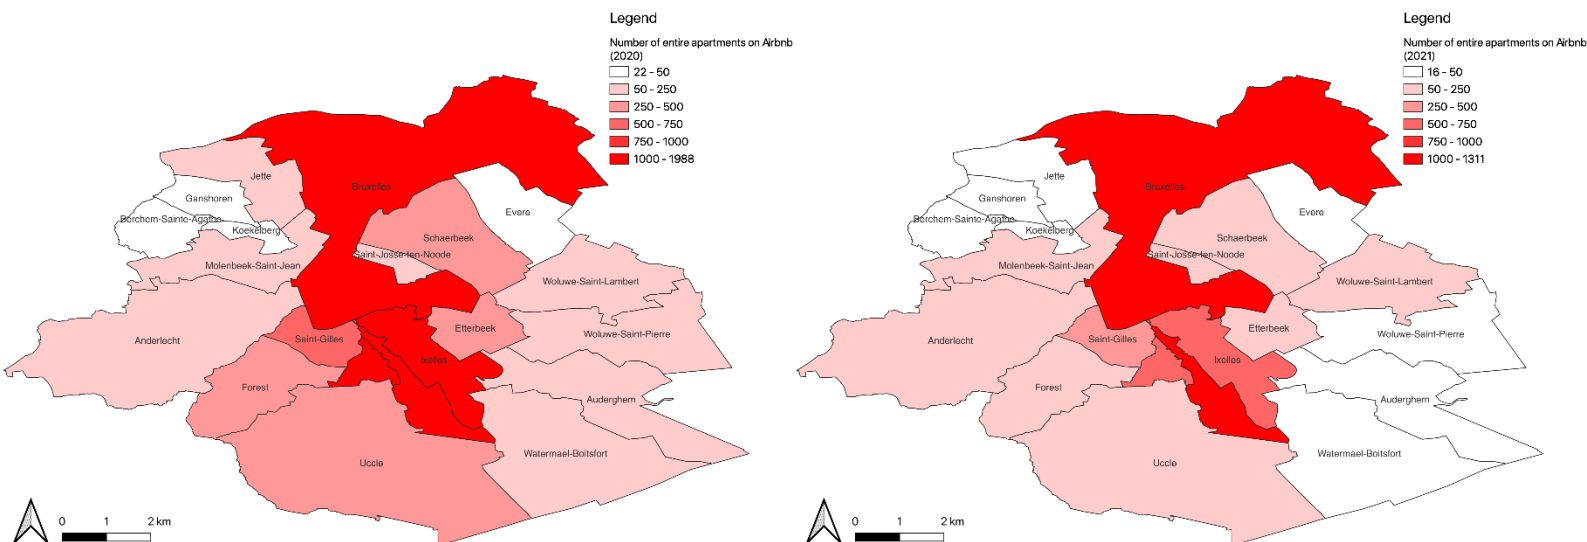 Legend
Number of entire apartments on Airbnb
(2020)
22 - 50
50 - 250
250 - 500
500 - 750
750 - 1000
1000 - 1988
Jette
Bruxelles
Ganshoren
Evere
Berchem-Sainte-Agathe
Koekelberg
Schaerbeek
Saint-Josse-ten-Noode
Molenbeek-Saint-Jean
Woluwe-Saint-Lambert
Etterbeek
Woluwe-Saint-Pierre
Anderlecht
Saint-Gilles
Ixelles
Forest
Auderghem
Watermael-Boitsfort
Uccle
0 1 2 km
Legend
Number of entire apartments on Airbnb
(2021)
16 - 50
50 - 250
250 - 500
500 - 750
750 - 1000
1000 - 1311
Jette
Bruxelles
Ganshoren
Evere
Berchem-Sainte-Agathe
Koekelberg
Schaerbeek
Saint-Josse-ten-Noode
Molenbeek-Saint-Jean
Woluwe-Saint-Lambert
Etterbeek
Woluwe-Saint-Pierre
Anderlecht
Saint-Gilles
Ixelles
Forest
Auderghem
Watermael-Boitsfort
Uccle
0 1 2 km